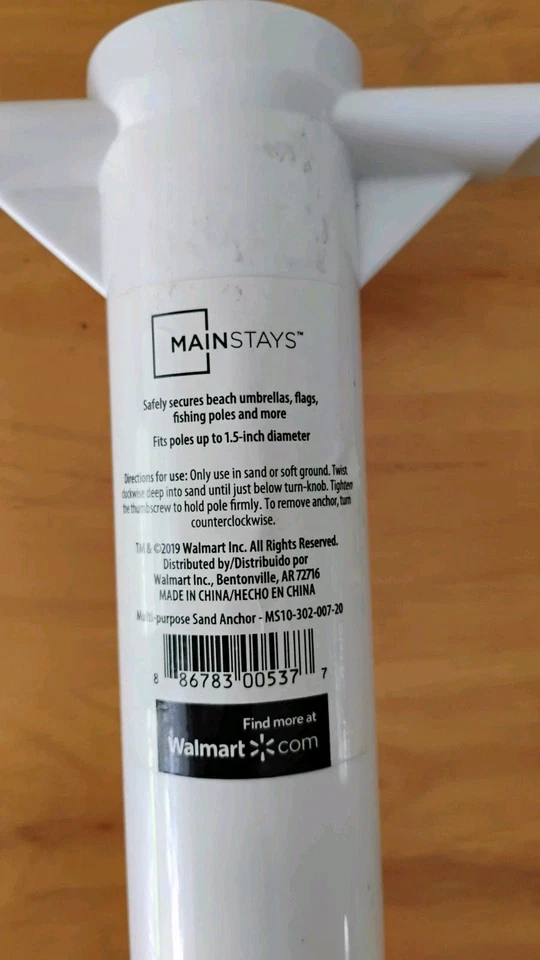 MAINSTAYS™
Safely secures beach umbrellas, flags,
fishing poles and more
Fits poles up to 1.5-inch diameter
Directions for use: Only use in sand or soft ground. Twist
clockwise deep into sand until just below turn-knob. Tighten
the thumbscrew to hold pole firmly. To remove anchor, turn
counterclockwise.
TM & ©2019 Walmart Inc. All Rights Reserved.
Distributed by/Distribuido por
Walmart Inc., Bentonville, AR 72716
MADE IN CHINA/HECHO EN CHINA
Multi-purpose Sand Anchor - MS10-302-007-20
8 86783 00537 7
Find more at
Walmart com